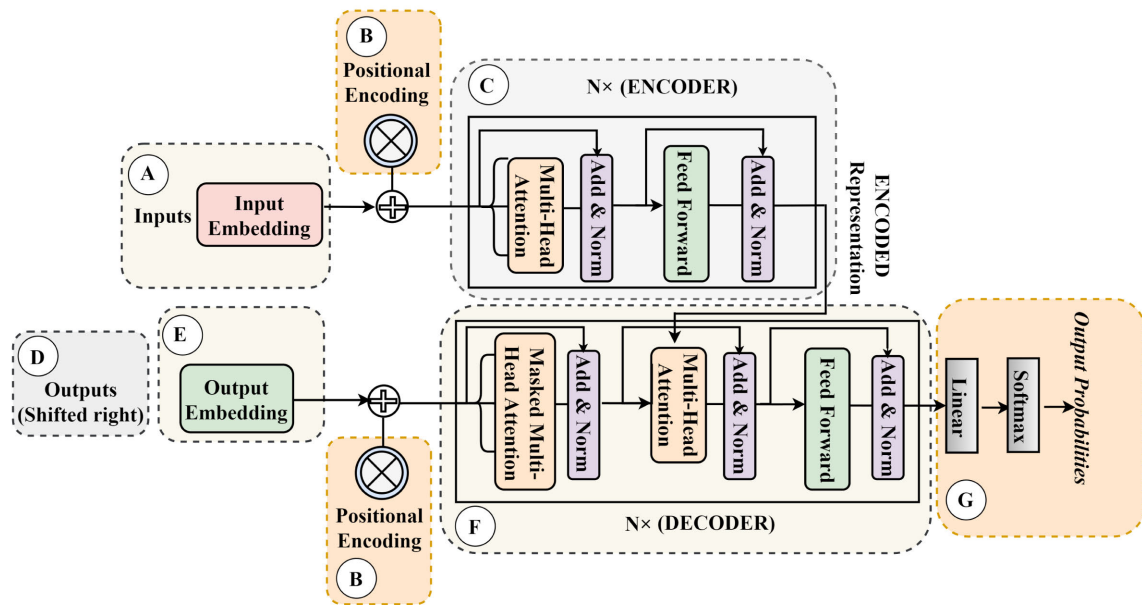 B
Positional
Encoding
C
N× (ENCODER)
A
Inputs
Input
Embedding
Multi-Head
Attention
Add & Norm
Feed Forward
Add & Norm
ENCODED
Representation
D
Outputs
(Shifted right)
E
Output
Embedding
Masked Multi-
Head Attention
Add & Norm
Multi-Head
Attention
Add & Norm
Feed Forward
Add & Norm
Linear
Softmax
Output Probabilities
Positional
Encoding
B
F
N× (DECODER)
G